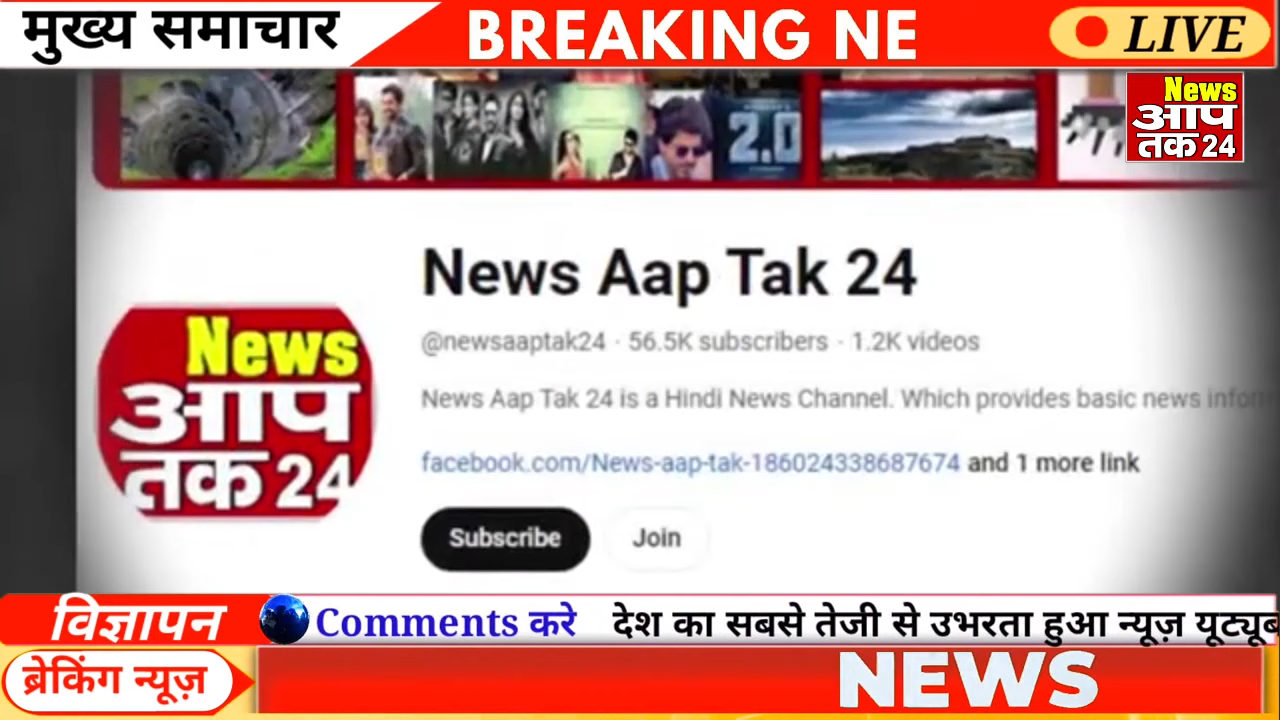 मुख्य समाचार
BREAKING NE
LIVE
News
आप
तक 24
2.0
News Aap Tak 24
@newsaaptak24 · 56.5K subscribers · 1.2K videos
News Aap Tak 24 is a Hindi News Channel. Which provides basic news infor
News
आप
तक 24
facebook.com/News-aap-tak-186024338687674 and 1 more link
Subscribe
Join
विज्ञापन
Comments करे देश का सबसे तेजी से उभरता हुआ न्यूज़ यूट्यूब
ब्रेकिंग न्यूज़
NEWS